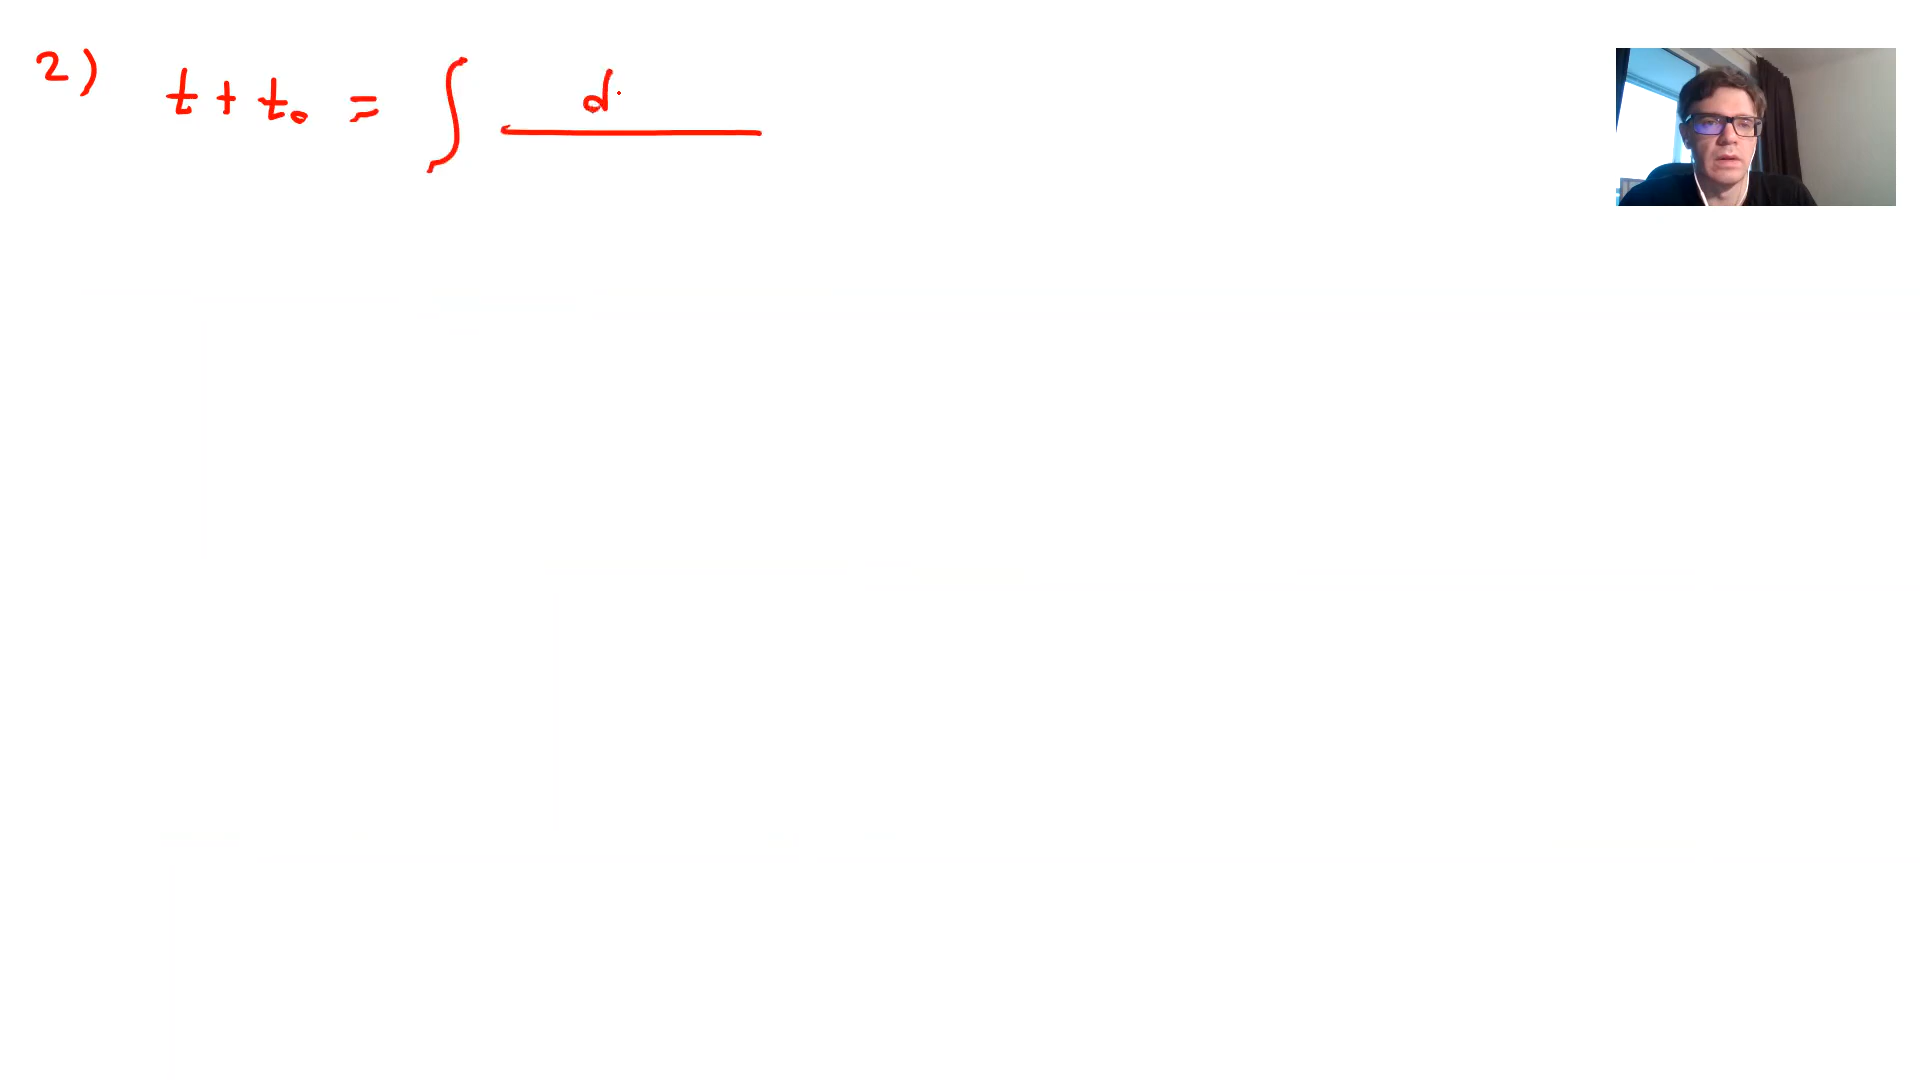 2) t + t₀ = ∫ d